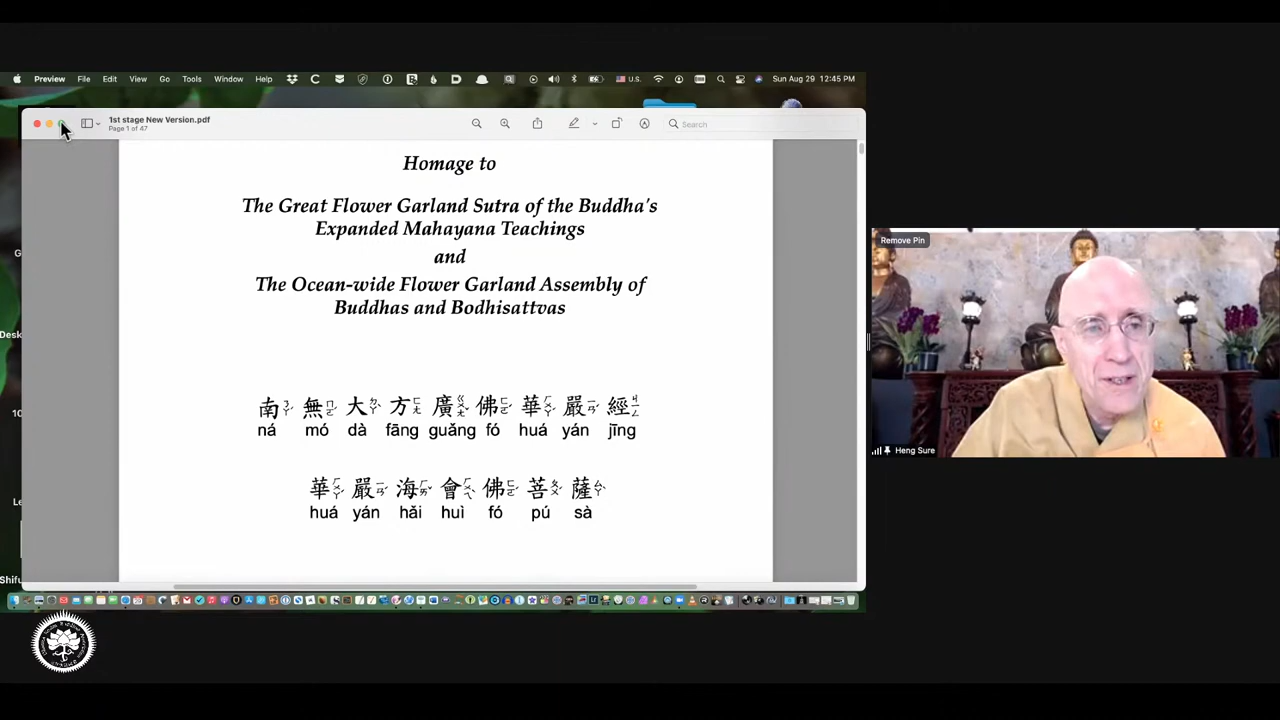 Preview File Edit View Go Tools Window Help
U.S.
Sun Aug 29 12:45 PM
1st stage New Version.pdf
Page 1 of 47
Search
Homage to
The Great Flower Garland Sutra of the Buddha's
Expanded Mahayana Teachings
and
The Ocean-wide Flower Garland Assembly of
Buddhas and Bodhisattvas
南無大方廣佛華嚴經
ná mó dà fāng guǎng fó huá yán jīng
華嚴海會佛菩薩
huá yán hǎi huì fó pú sà
Remove Pin
Heng Sure
G
Desk
10
Le
Shifu